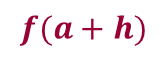 f(a + h)